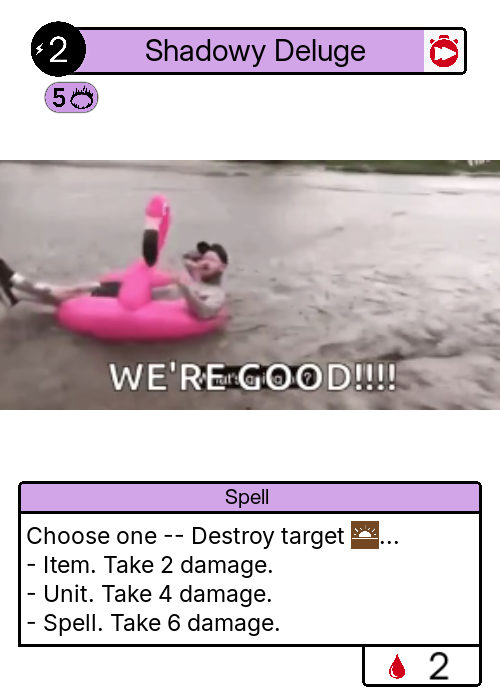 2
Shadowy Deluge
5
WE'RE GOOD!!!!
Spell
Choose one -- Destroy target ...
- Item. Take 2 damage.
- Unit. Take 4 damage.
- Spell. Take 6 damage.
2